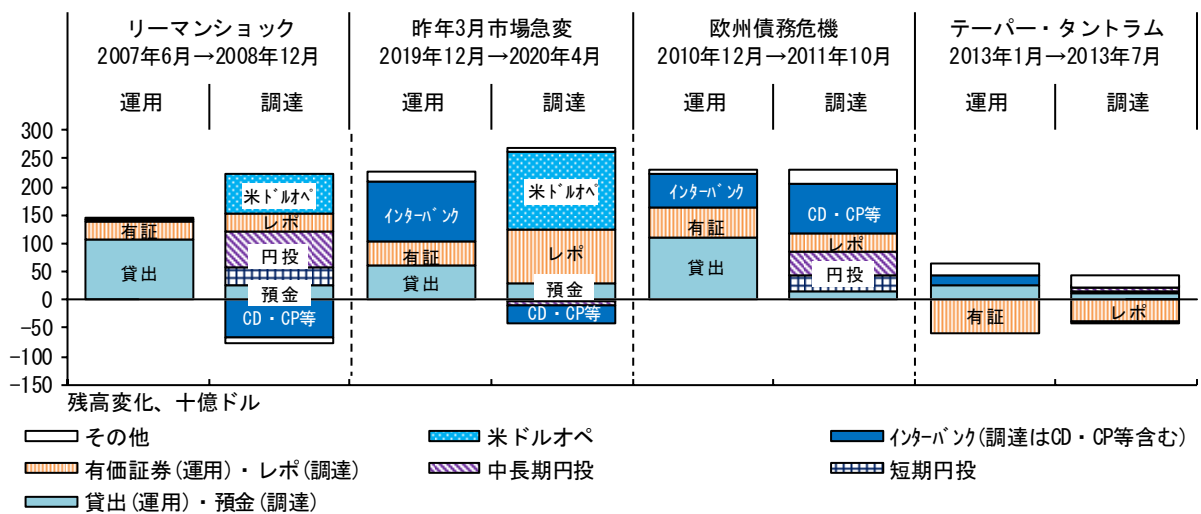 リーマンショック
2007年6月→2008年12月
昨年3月市場急変
2019年12月→2020年4月
欧州債務危機
2010年12月→2011年10月
テーパー・タントラム
2013年1月→2013年7月
運用
調達
運用
調達
運用
調達
運用
調達
300
250
200
150
100
50
0
−50
−100
−150
有証
貸出
米ドルオペ
レポ
円投
預金
CD・CP等
インターバンク
有証
貸出
米ドルオペ
レポ
預金
CD・CP等
インターバンク
有証
貸出
CD・CP等
レポ
円投
有証
レポ
残高変化、十億ドル
その他
米ドルオペ
インターバンク(調達はCD・CP等含む)
有価証券(運用)・レポ(調達)
中長期円投
短期円投
貸出(運用)・預金(調達)